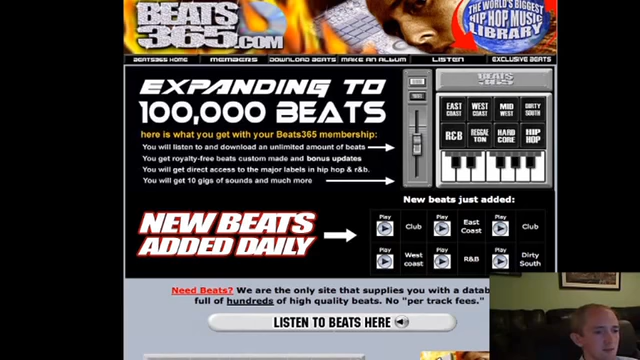 BEATS
365.COM
THE WORLD'S BIGGEST
HIP HOP MUSIC
LIBRARY
BEATS365 HOME
MEMBERS
DOWNLOAD BEATS
MAKE AN ALBUM
LISTEN
EXCLUSIVE BEATS
EXPANDING TO
100,000 BEATS
here is what you get with your Beats365 membership:
You will listen to and download an unlimited amount of beats
You get royalty-free beats custom made and bonus updates
You will get direct access to the major labels in hip hop & r&b.
You will get 10 gigs of sounds and much more
BEATS
365
EAST COAST
WEST COAST
MID WEST
DIRTY SOUTH
R&B
REGGAE TON
HARD CORE
HIP HOP
New beats just added:
NEW BEATS
ADDED DAILY
Play Club
Play East Coast
Play Club
Play West coast
Play R&B
Play Dirty South
Need Beats? We are the only site that supplies you with a
full of hundreds of high quality beats. No "per track fees."
LISTEN TO BEATS HERE